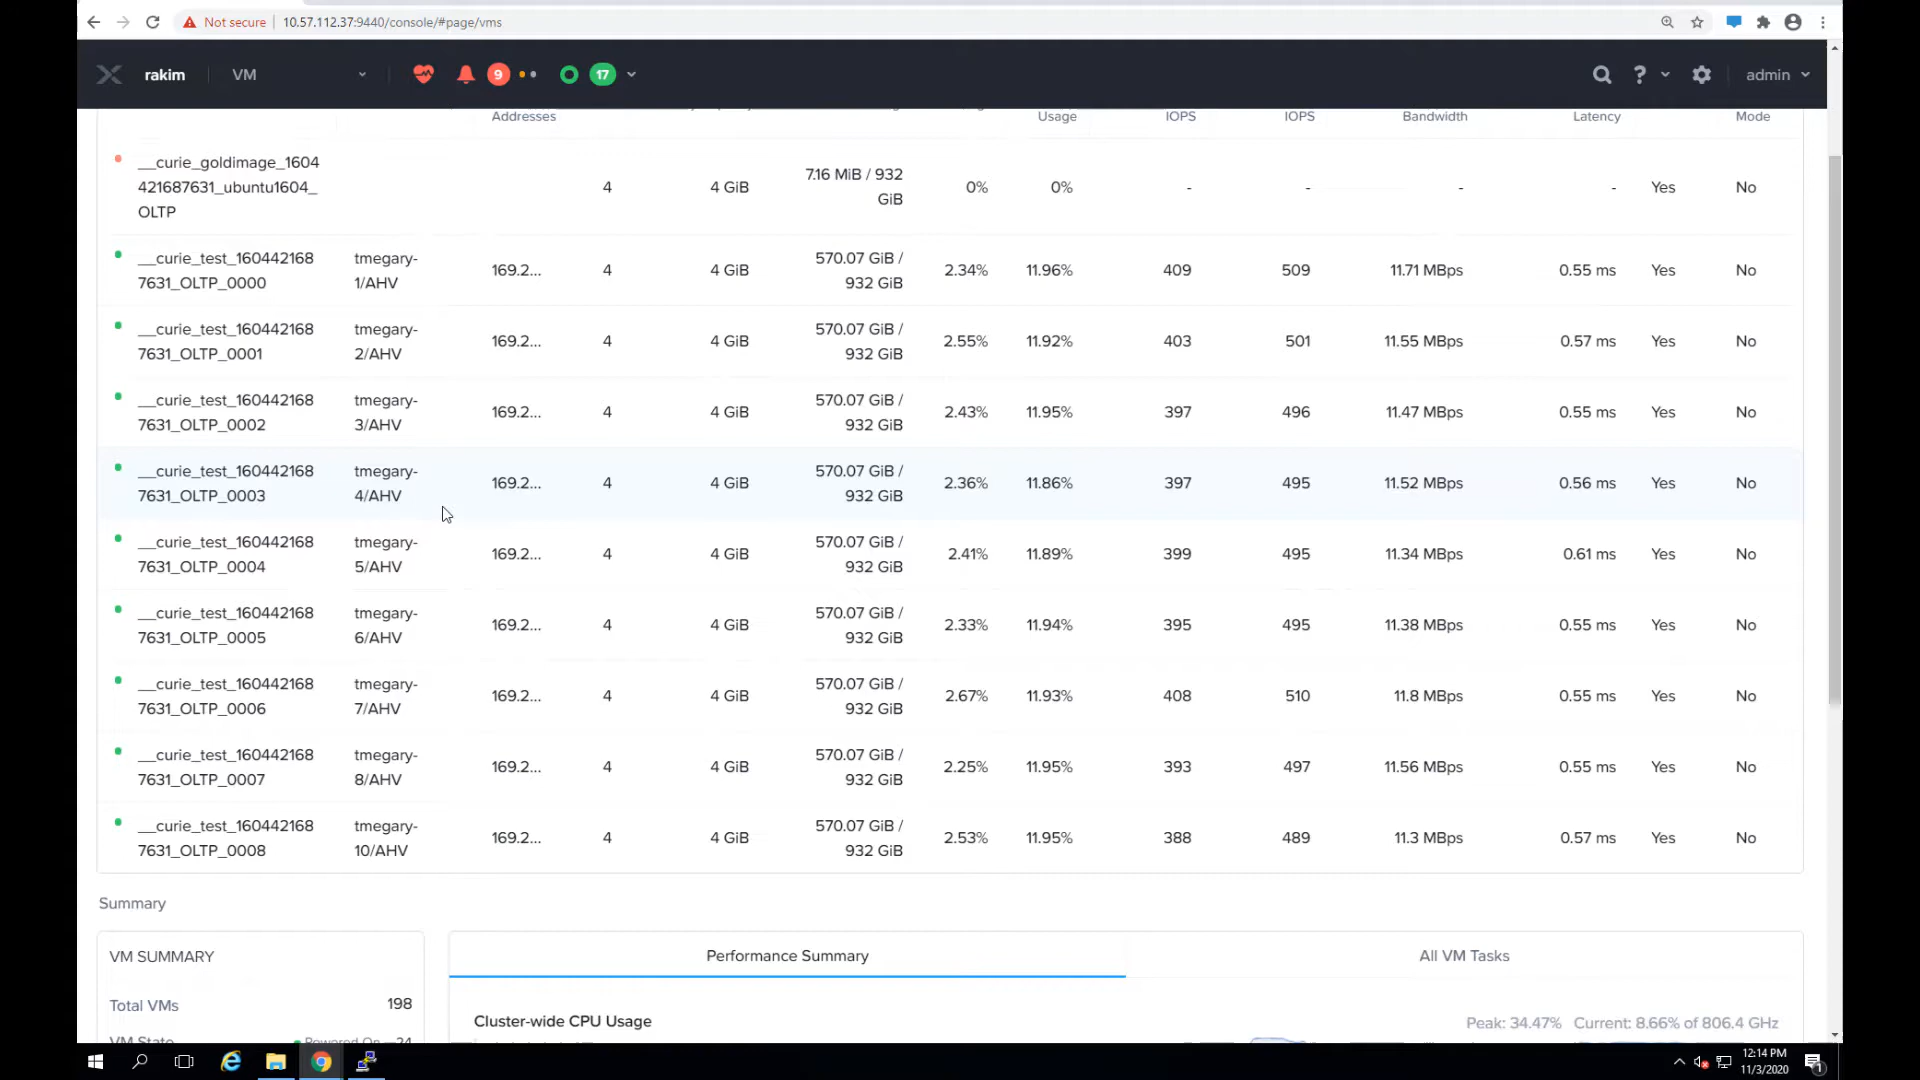 Not secure 10.57.112.37:9440/console/#page/vms
rakim VM 9 17 ? admin
Addresses Usage IOPS IOPS Bandwidth Latency Mode
__curie_goldimage_1604
421687631_ubuntu1604_
OLTP
4 4 GiB 7.16 MiB / 932
GiB
0% 0% - - - - Yes No
__curie_test_160442168
7631_OLTP_0000
tmegary-
1/AHV
169.2... 4 4 GiB 570.07 GiB /
932 GiB
2.34% 11.96% 409 509 11.71 MBps 0.55 ms Yes No
__curie_test_160442168
7631_OLTP_0001
tmegary-
2/AHV
169.2... 4 4 GiB 570.07 GiB /
932 GiB
2.55% 11.92% 403 501 11.55 MBps 0.57 ms Yes No
__curie_test_160442168
7631_OLTP_0002
tmegary-
3/AHV
169.2... 4 4 GiB 570.07 GiB /
932 GiB
2.43% 11.95% 397 496 11.47 MBps 0.55 ms Yes No
__curie_test_160442168
7631_OLTP_0003
tmegary-
4/AHV
169.2... 4 4 GiB 570.07 GiB /
932 GiB
2.36% 11.86% 397 495 11.52 MBps 0.56 ms Yes No
__curie_test_160442168
7631_OLTP_0004
tmegary-
5/AHV
169.2... 4 4 GiB 570.07 GiB /
932 GiB
2.41% 11.89% 399 495 11.34 MBps 0.61 ms Yes No
__curie_test_160442168
7631_OLTP_0005
tmegary-
6/AHV
169.2... 4 4 GiB 570.07 GiB /
932 GiB
2.33% 11.94% 395 495 11.38 MBps 0.55 ms Yes No
__curie_test_160442168
7631_OLTP_0006
tmegary-
7/AHV
169.2... 4 4 GiB 570.07 GiB /
932 GiB
2.67% 11.93% 408 510 11.8 MBps 0.55 ms Yes No
__curie_test_160442168
7631_OLTP_0007
tmegary-
8/AHV
169.2... 4 4 GiB 570.07 GiB /
932 GiB
2.25% 11.95% 393 497 11.56 MBps 0.55 ms Yes No
__curie_test_160442168
7631_OLTP_0008
tmegary-
10/AHV
169.2... 4 4 GiB 570.07 GiB /
932 GiB
2.53% 11.95% 388 489 11.3 MBps 0.57 ms Yes No
Summary
VM SUMMARY
Total VMs 198
VM State Powered On 24
Performance Summary All VM Tasks
Cluster-wide CPU Usage Peak: 34.47% Current: 8.66% of 806.4 GHz
12:14 PM
11/3/2020
1